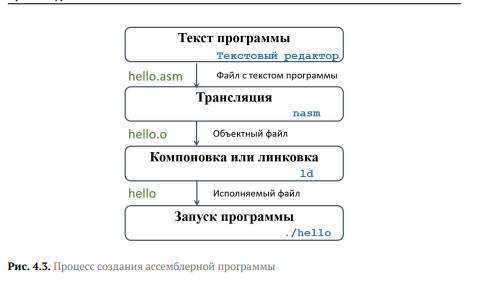 Текст программы
Текстовый редактор
hello.asm Файл с текстом программы
Трансляция
nasm
hello.o Объектный файл
Компоновка или линковка
ld
hello Исполняемый файл
Запуск программы
./hello
Рис. 4.3. Процесс создания ассемблерной программы